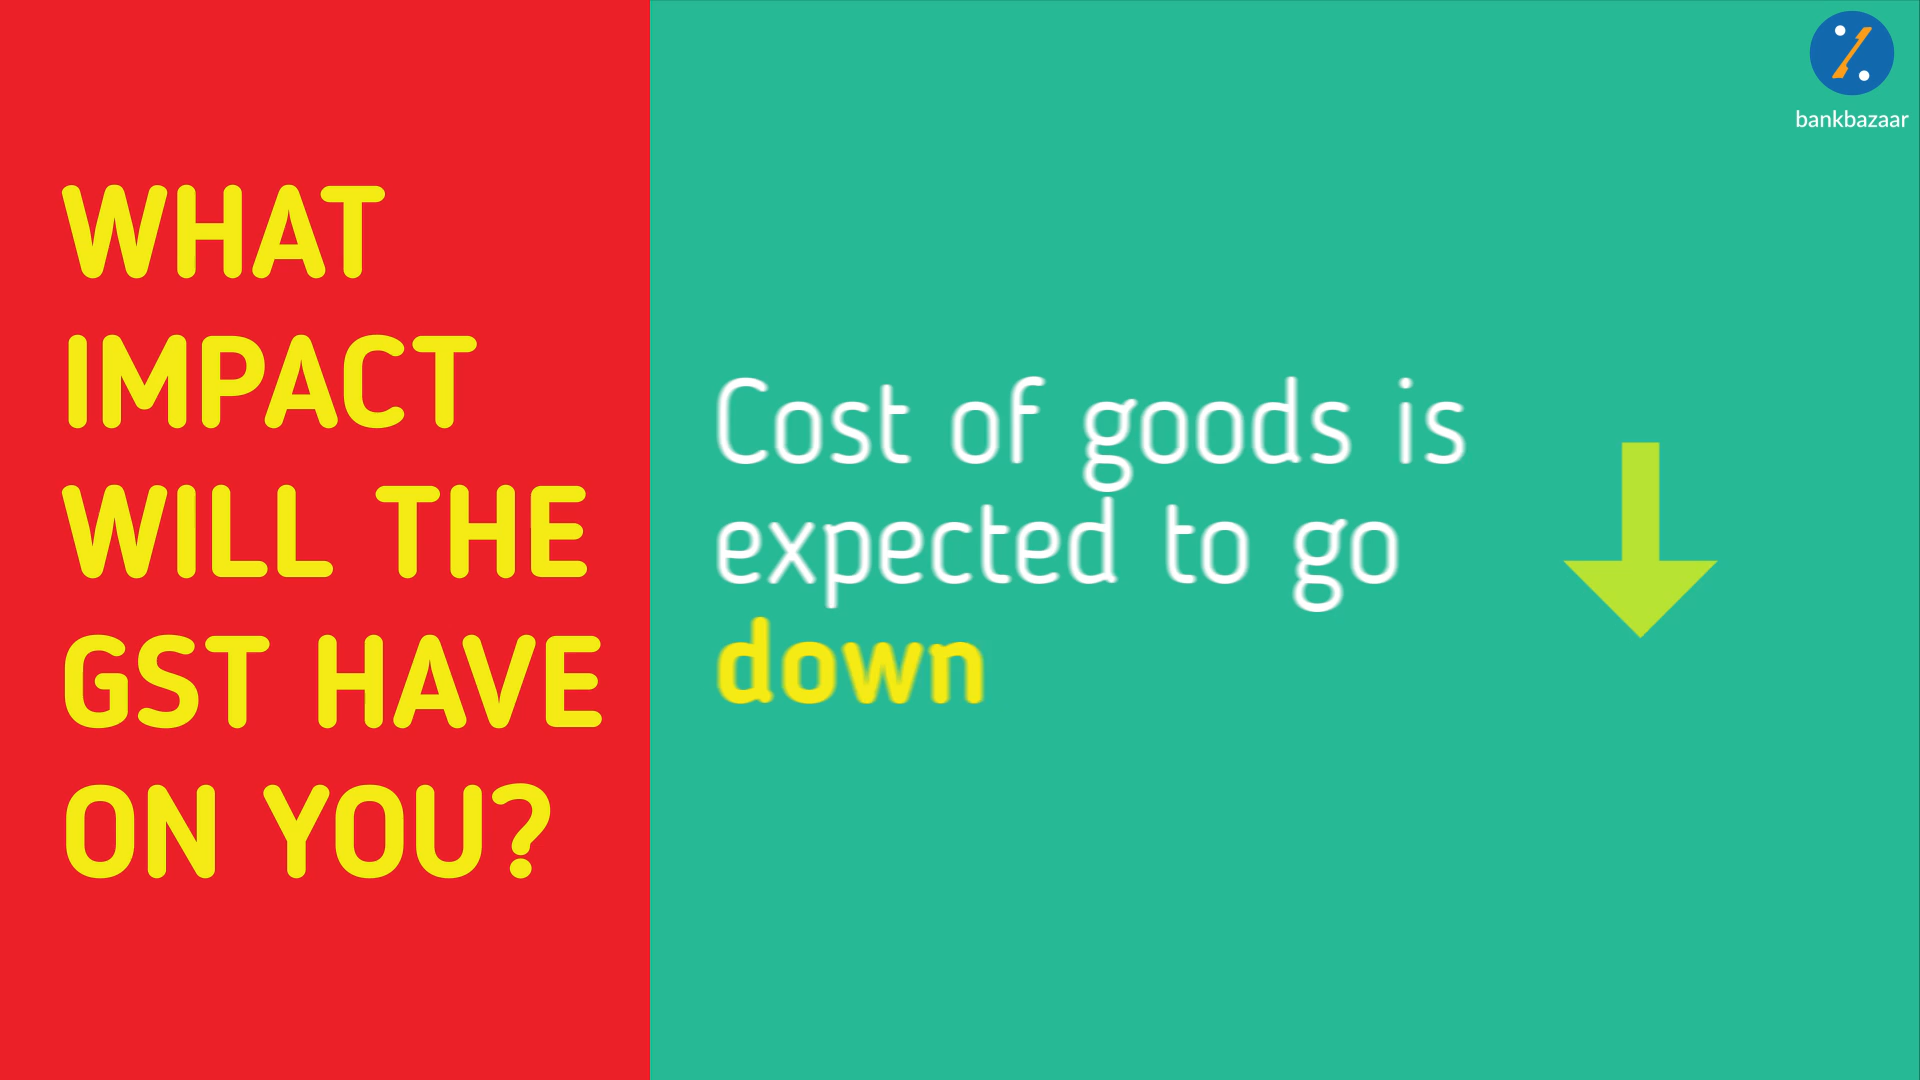 WHAT
IMPACT
WILL THE
GST HAVE
ON YOU?
Cost of goods is
expected to go
down
bankbazaar